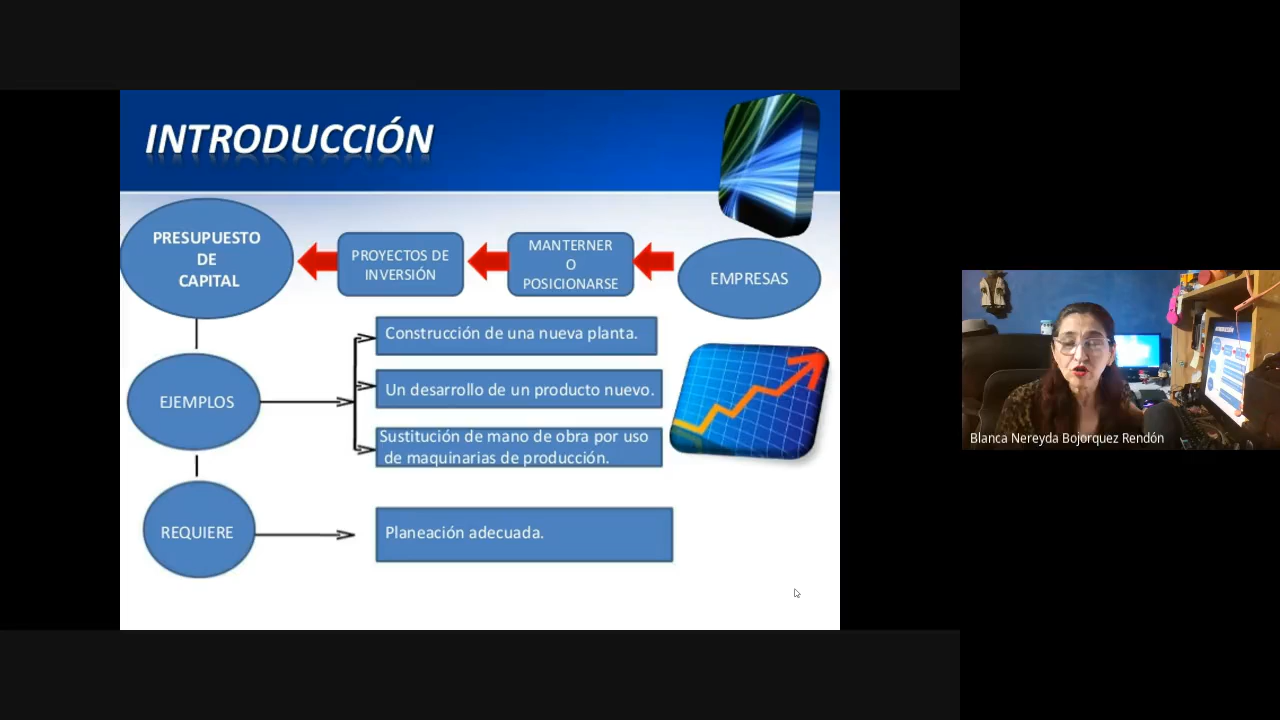 INTRODUCCIÓN
PRESUPUESTO
DE
CAPITAL
PROYECTOS DE
INVERSIÓN
MANTERNER
O
POSICIONARSE
EMPRESAS
EJEMPLOS
Construcción de una nueva planta.
Un desarrollo de un producto nuevo.
Sustitución de mano de obra por uso
de maquinarias de producción.
REQUIERE
Planeación adecuada.
Blanca Nereyda Bojorquez Rendón